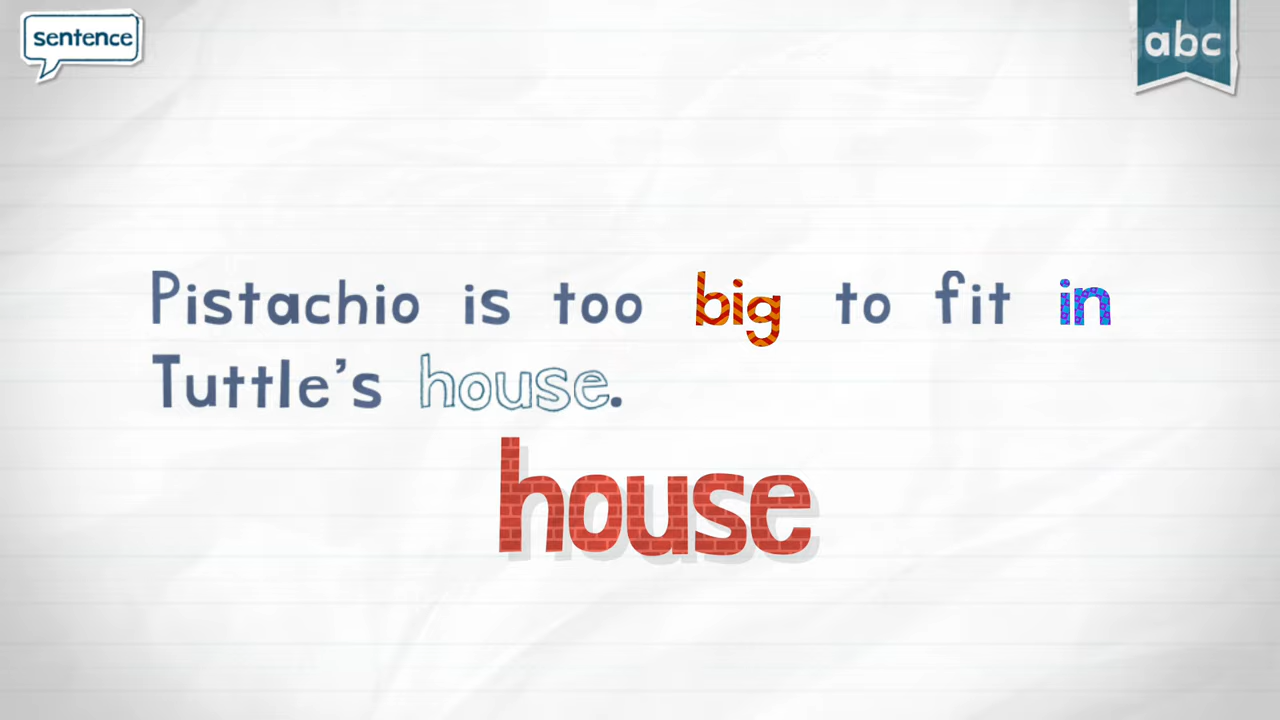 sentence
abc
Pistachio is too big to fit in
Tuttle's house.
house